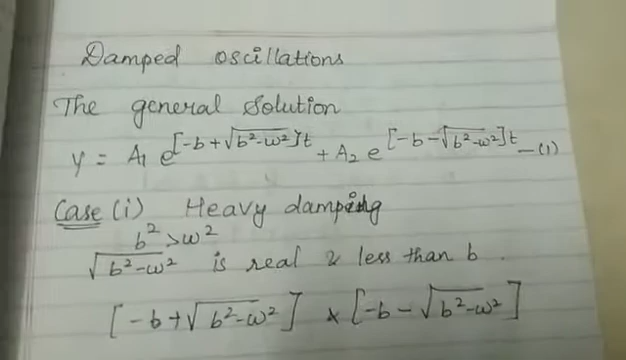 Damped oscillations
The general solution
y = A₁ e^[-b+√(b²-ω²)]t + A₂ e^[-b-√(b²-ω²)]t —(1)
Case (i) Heavy damping
b² > ω²
√(b²-ω²) is real & less than b.
[-b+√(b²-ω²)] & [-b-√(b²-ω²)]